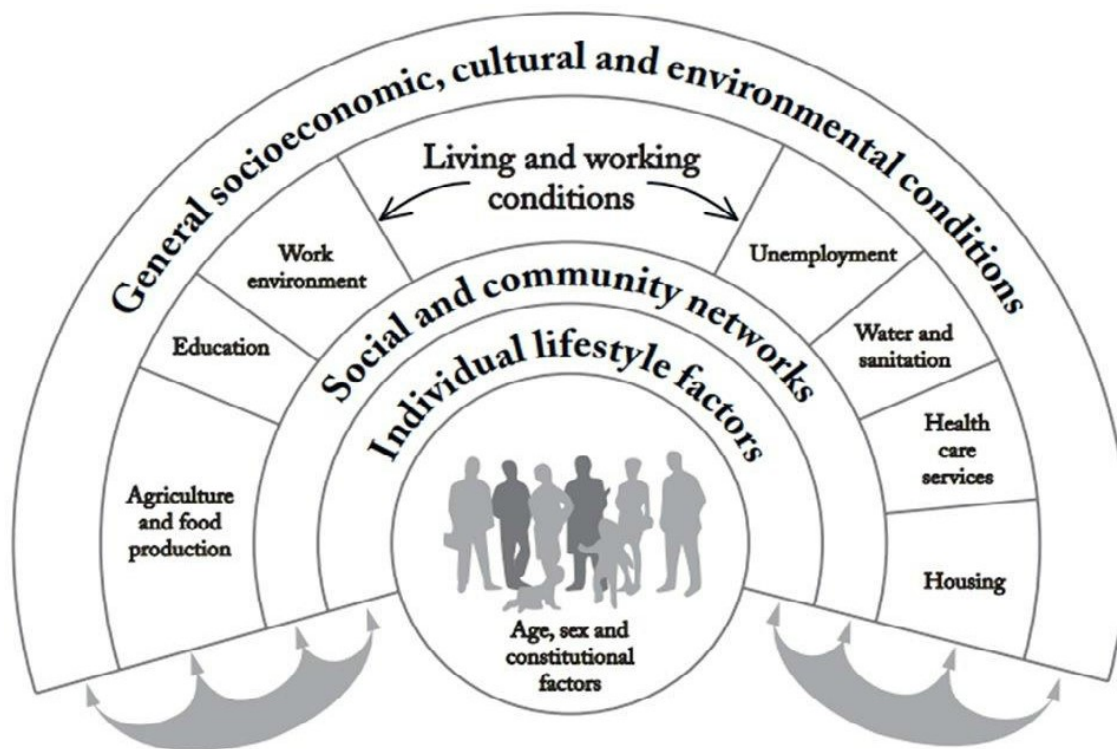 General socioeconomic, cultural and environmental conditions
Living and working
conditions
Work
environment
Unemployment
Education
Water and
sanitation
Agriculture
and food
production
Health
care
services
Housing
Social and community networks
Individual lifestyle factors
Age, sex and
constitutional
factors